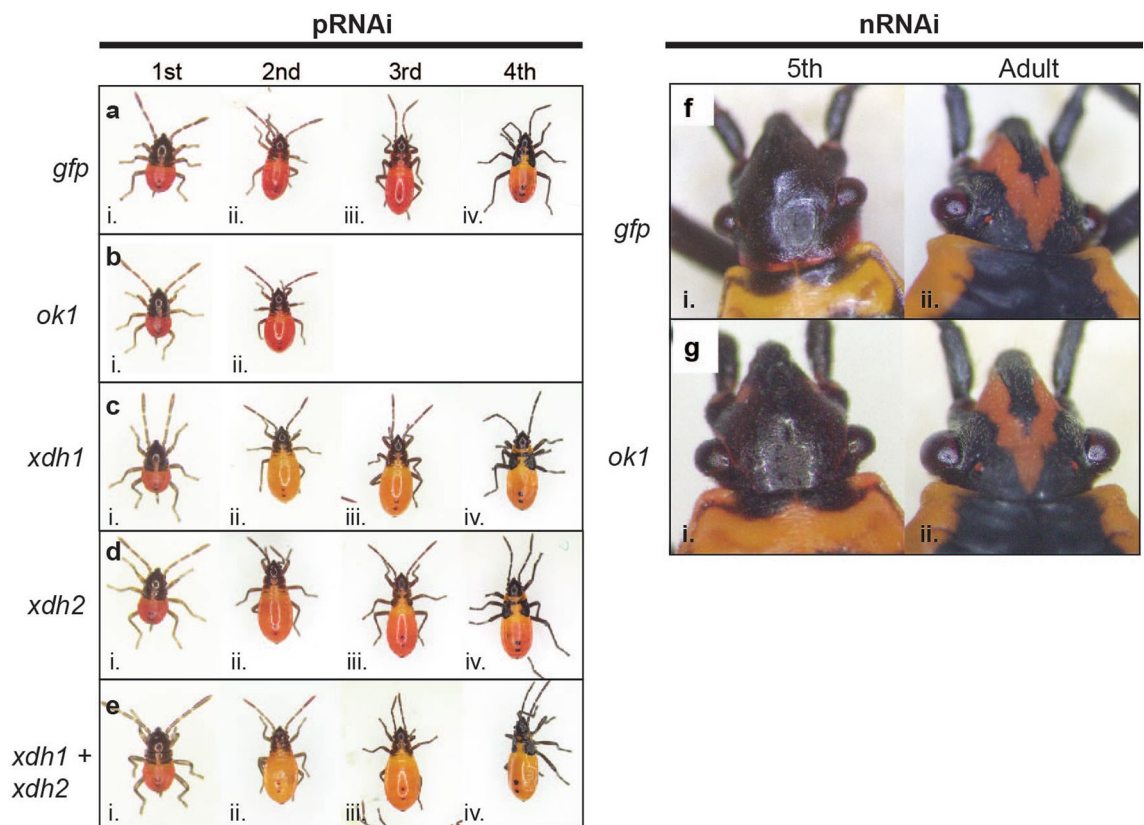 pRNAi
1st 2nd 3rd 4th
a
gfp
i. ii. iii. iv.
b
ok1
i. ii.
c
xdh1
i. ii. iii. iv.
d
xdh2
i. ii. iii. iv.
e
xdh1 +
xdh2
i. ii. iii. iv.
nRNAi
5th Adult
f
gfp
i. ii.
g
ok1
i. ii.